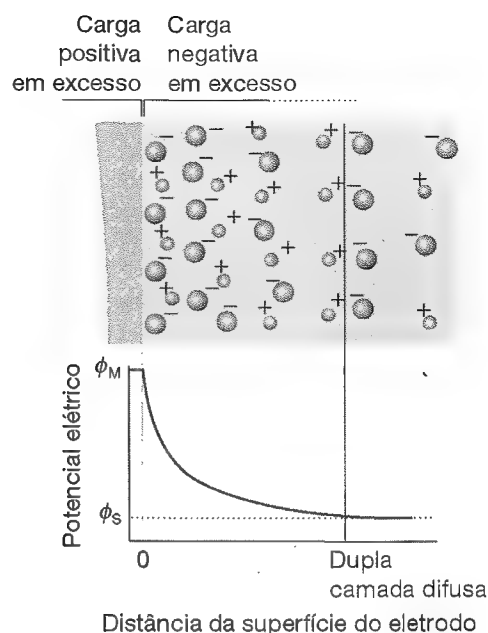 Carga
positiva
em excesso
Carga
negativa
em excesso
ϕM
Potencial elétrico
ϕS
0
Dupla
camada difusa
Distância da superfície do eletrodo